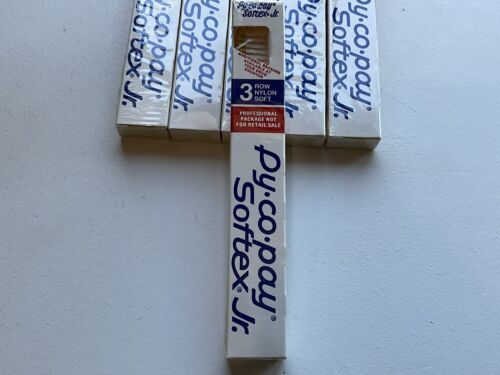 Py·co·pay
Softex Jr.
3 ROW
NYLON
SOFT
PROFESSIONAL
PACKAGE NOT
FOR RETAIL SALE
Py·co·pay®
Softex® Jr.
Py·co·pay
Softex Jr.
Py·co·pay
Softex Jr.
co·pay
ftex Jr.
Py·co·pay
Softex Jr.